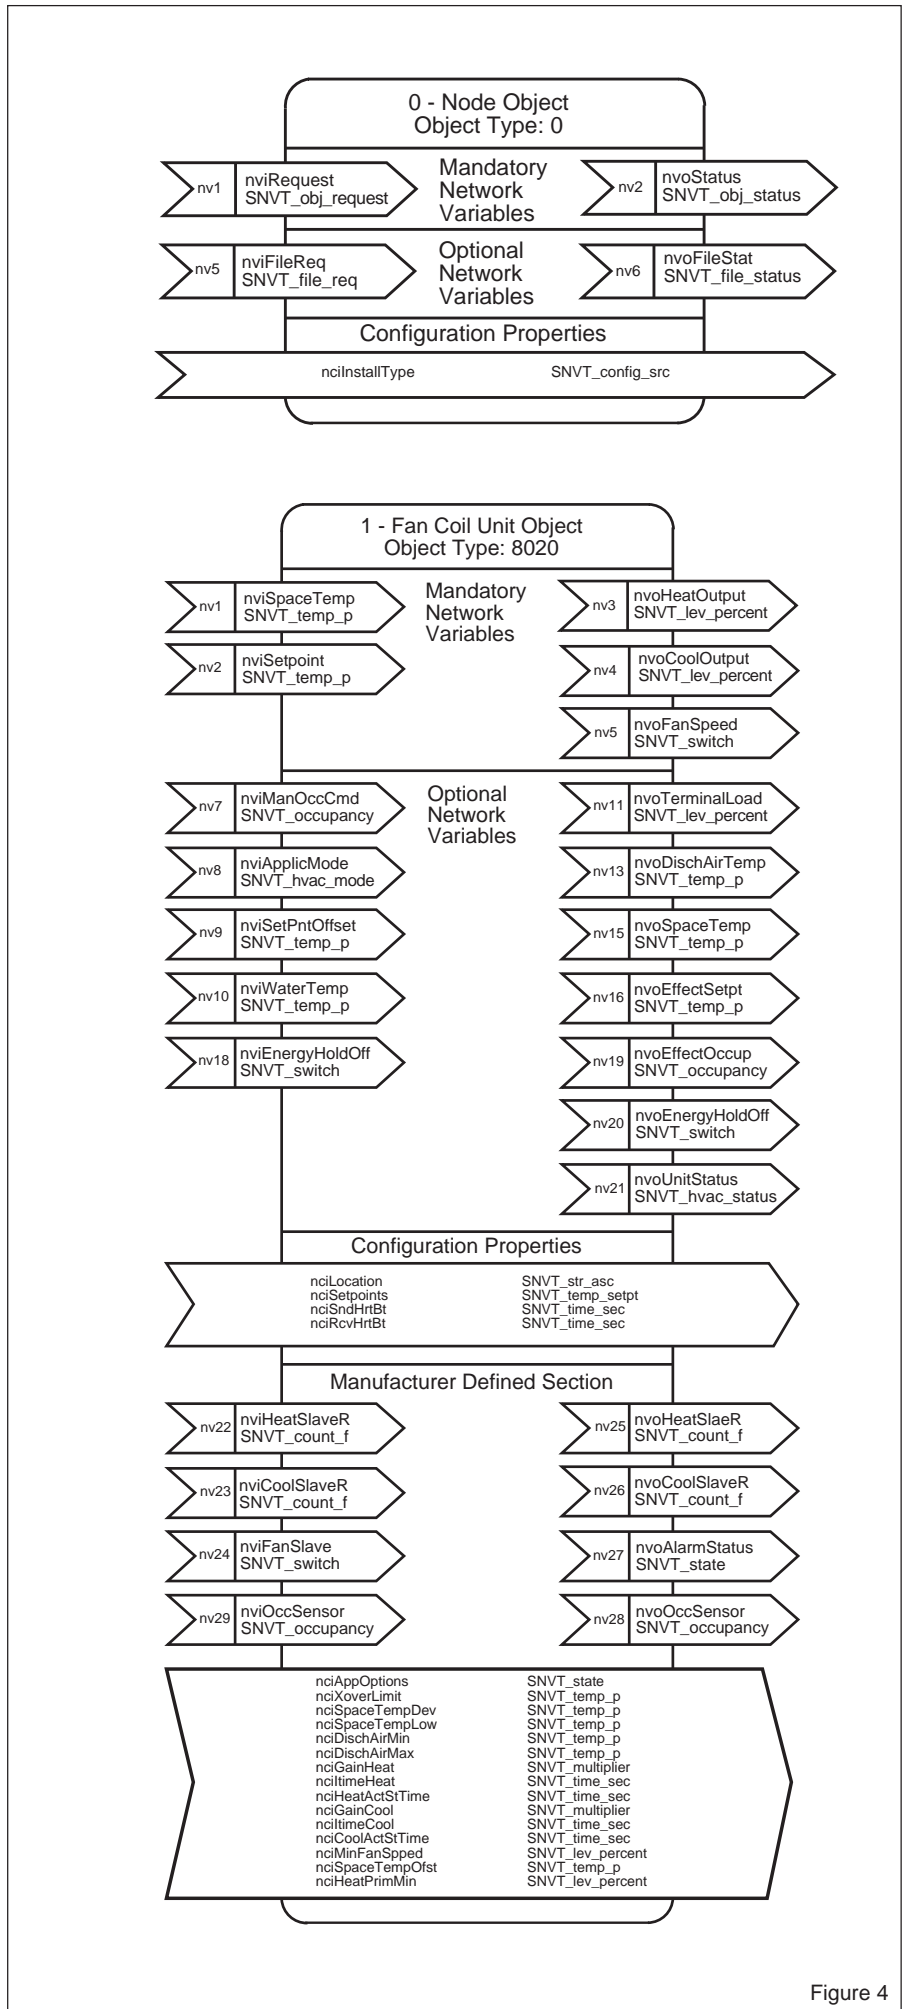 0 - Node Object
Object Type: 0
nv1
nviRequest
SNVT_obj_request
Mandatory
Network
Variables
nv2
nvoStatus
SNVT_obj_status
nv5
nviFileReq
SNVT_file_req
Optional
Network
Variables
nv6
nvoFileStat
SNVT_file_status
Configuration Properties
nciInstallType SNVT_config_src
1 - Fan Coil Unit Object
Object Type: 8020
nv1
nviSpaceTemp
SNVT_temp_p
Mandatory
Network
Variables
nv3
nvoHeatOutput
SNVT_lev_percent
nv2
nviSetpoint
SNVT_temp_p
nv4
nvoCoolOutput
SNVT_lev_percent
nv5
nvoFanSpeed
SNVT_switch
nv7
nviManOccCmd
SNVT_occupancy
Optional
Network
Variables
nv11
nvoTerminalLoad
SNVT_lev_percent
nv8
nviApplicMode
SNVT_hvac_mode
nv13
nvoDischAirTemp
SNVT_temp_p
nv9
nviSetPntOffset
SNVT_temp_p
nv15
nvoSpaceTemp
SNVT_temp_p
nv10
nviWaterTemp
SNVT_temp_p
nv16
nvoEffectSetpt
SNVT_temp_p
nv18
nviEnergyHoldOff
SNVT_switch
nv19
nvoEffectOccup
SNVT_occupancy
nv20
nvoEnergyHoldOff
SNVT_switch
nv21
nvoUnitStatus
SNVT_hvac_status
Configuration Properties
nciLocation SNVT_str_asc
nciSetpoints SNVT_temp_setpt
nciSndHrtBt SNVT_time_sec
nciRcvHrtBt SNVT_time_sec
Manufacturer Defined Section
nv22
nviHeatSlaveR
SNVT_count_f
nv25
nvoHeatSlaeR
SNVT_count_f
nv23
nviCoolSlaveR
SNVT_count_f
nv26
nvoCoolSlaveR
SNVT_count_f
nv24
nviFanSlave
SNVT_switch
nv27
nvoAlarmStatus
SNVT_state
nv29
nviOccSensor
SNVT_occupancy
nv28
nvoOccSensor
SNVT_occupancy
nciAppOptions SNVT_state
nciXoverLimit SNVT_temp_p
nciSpaceTempDev SNVT_temp_p
nciSpaceTempLow SNVT_temp_p
nciDischAirMin SNVT_temp_p
nciDischAirMax SNVT_temp_p
nciGainHeat SNVT_multiplier
nciItimeHeat SNVT_time_sec
nciHeatActStTime SNVT_time_sec
nciGainCool SNVT_multiplier
nciItimeCool SNVT_time_sec
nciCoolActStTime SNVT_time_sec
nciMinFanSpped SNVT_lev_percent
nciSpaceTempOfst SNVT_temp_p
nciHeatPrimMin SNVT_lev_percent
Figure 4